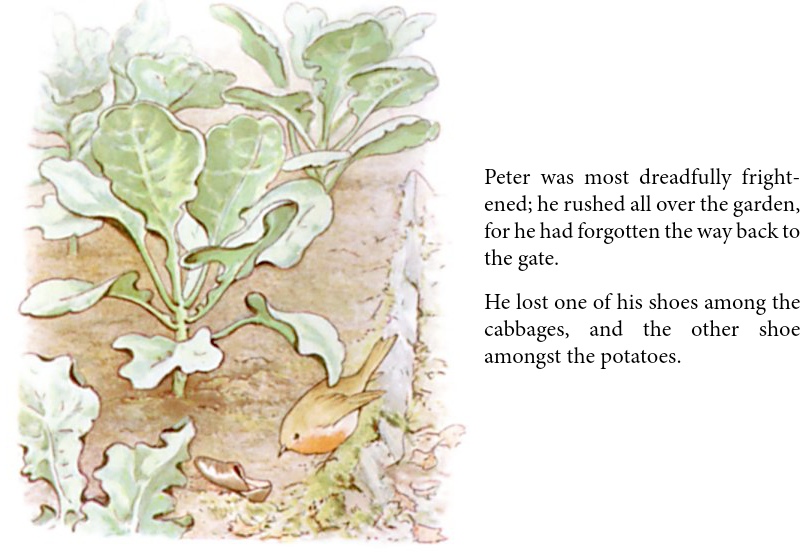 Peter was most dreadfully fright-
ened; he rushed all over the garden,
for he had forgotten the way back to
the gate.
He lost one of his shoes among the
cabbages, and the other shoe
amongst the potatoes.